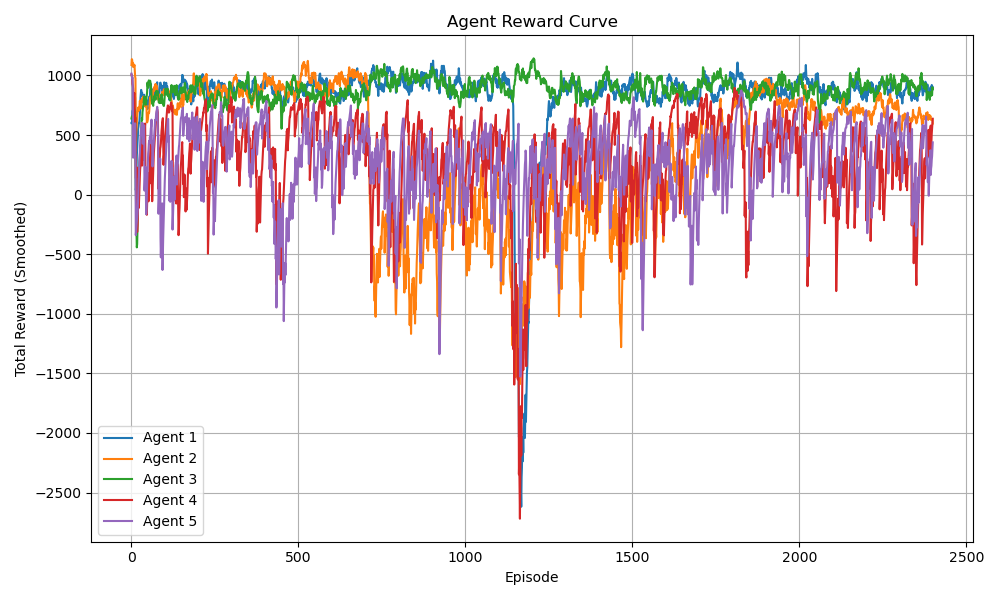 Agent Reward Curve
Total Reward (Smoothed)
1000
500
0
−500
−1000
−1500
−2000
−2500
Agent 1
Agent 2
Agent 3
Agent 4
Agent 5
0 500 1000 1500 2000 2500
Episode